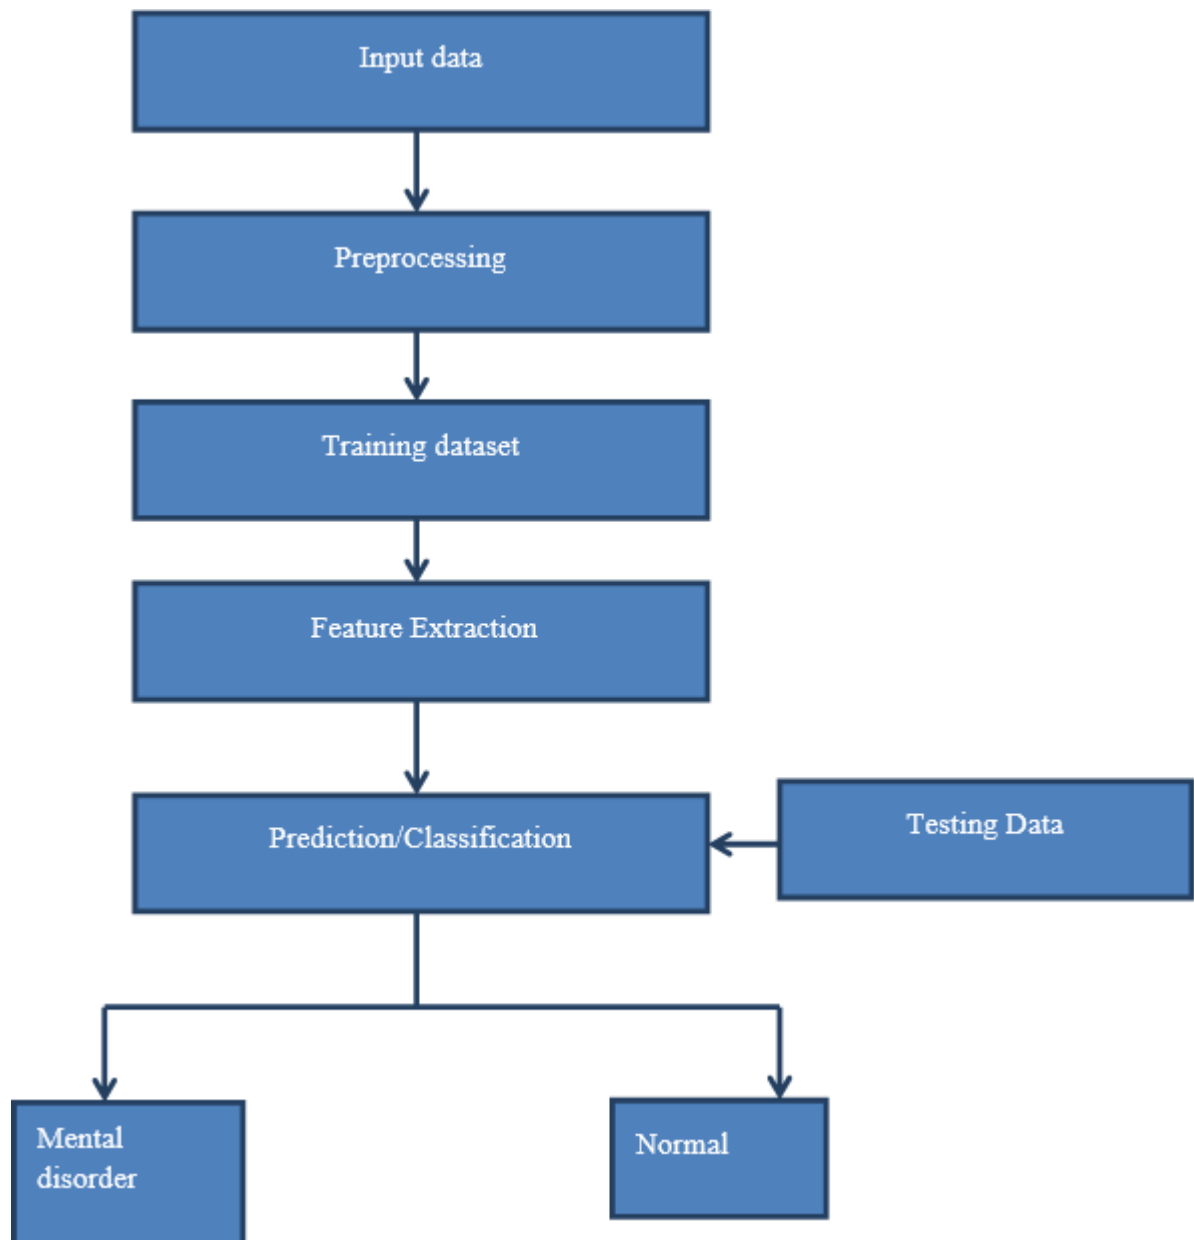 Input data
Preprocessing
Training dataset
Feature Extraction
Prediction/Classification
Testing Data
Mental
disorder
Normal